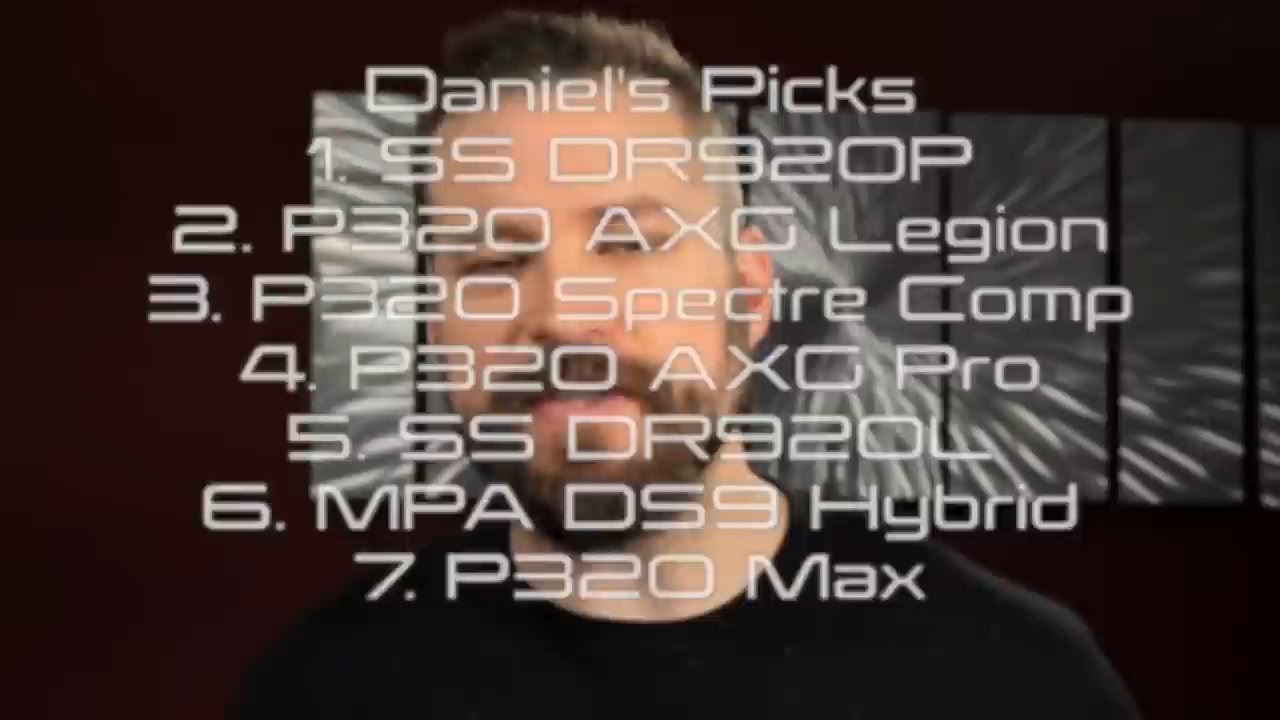 Daniel's Picks
1. SS DR920P
2. P320 AXG Legion
3. P320 Spectre Comp
4. P320 AXG Pro
5. SS DR920L
6. MPA DS9 Hybrid
7. P320 Max